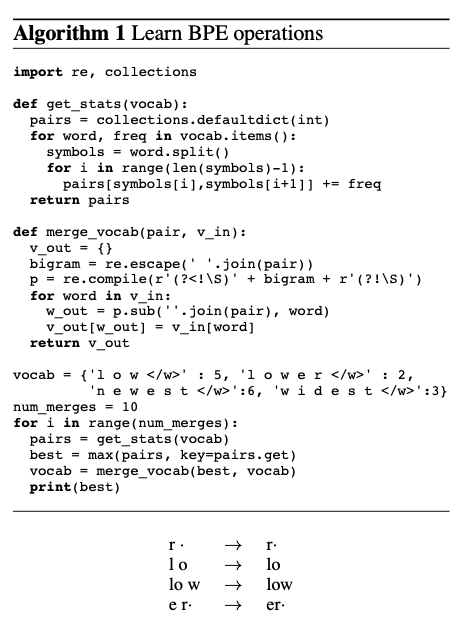 Algorithm 1 Learn BPE operations
import re, collections
def get_stats(vocab):
  pairs = collections.defaultdict(int)
  for word, freq in vocab.items():
    symbols = word.split()
    for i in range(len(symbols)-1):
      pairs[symbols[i],symbols[i+1]] += freq
  return pairs
def merge_vocab(pair, v_in):
  v_out = {}
  bigram = re.escape(' '.join(pair))
  p = re.compile(r'(?<!\S)' + bigram + r'(?!\S)')
  for word in v_in:
    w_out = p.sub(''.join(pair), word)
    v_out[w_out] = v_in[word]
  return v_out
vocab = {'l o w </w>' : 5, 'l o w e r </w>' : 2,
         'n e w e s t </w>':6, 'w i d e s t </w>':3}
num_merges = 10
for i in range(num_merges):
  pairs = get_stats(vocab)
  best = max(pairs, key=pairs.get)
  vocab = merge_vocab(best, vocab)
  print(best)
r · → r·
l o → lo
lo w → low
e r· → er·